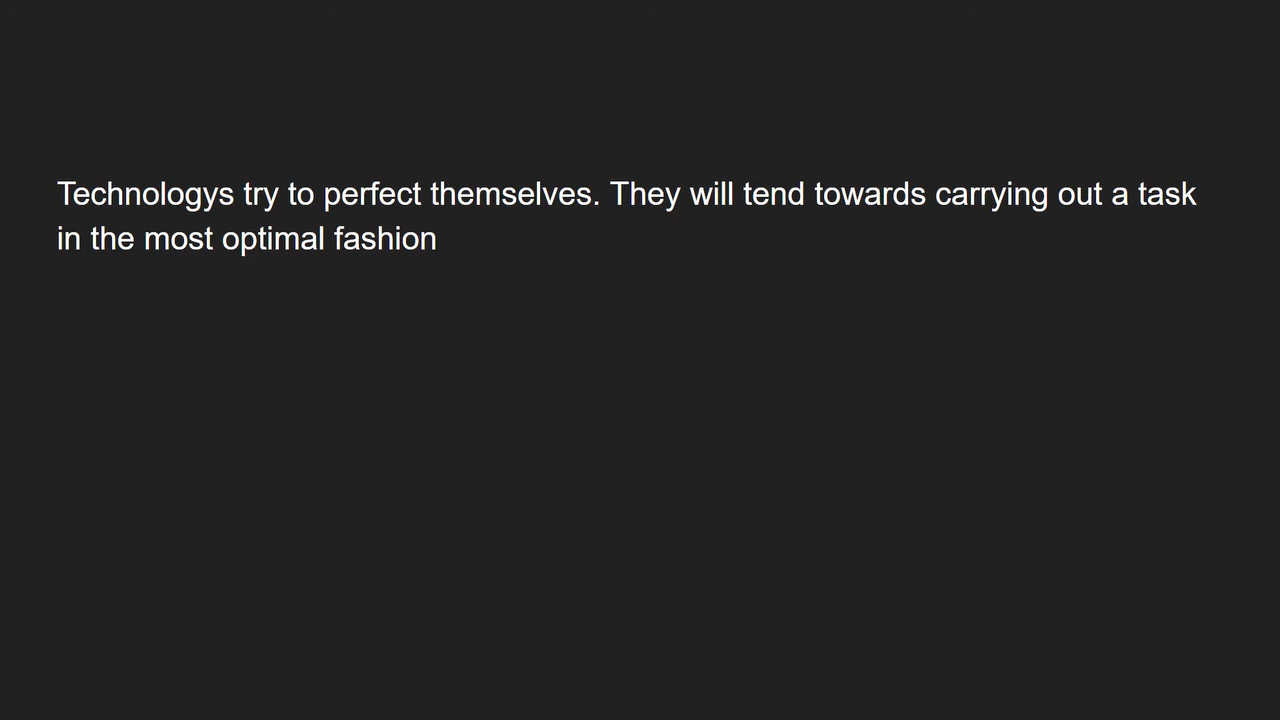 Technologys try to perfect themselves. They will tend towards carrying out a task
in the most optimal fashion